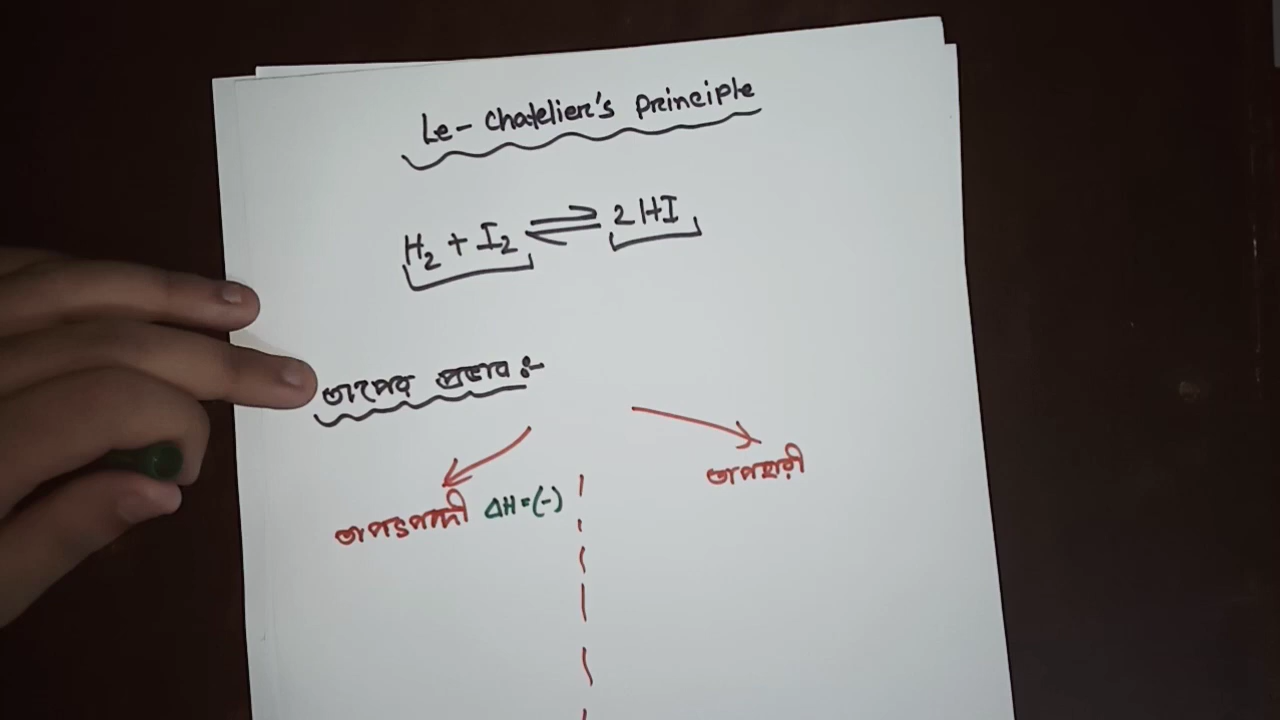 Le-Chatelier's Principle
H₂ + I₂ ⇌ 2HI
তাপের প্রভাব :-
তাপউৎপাদী ΔH=(-)
তাপহারী